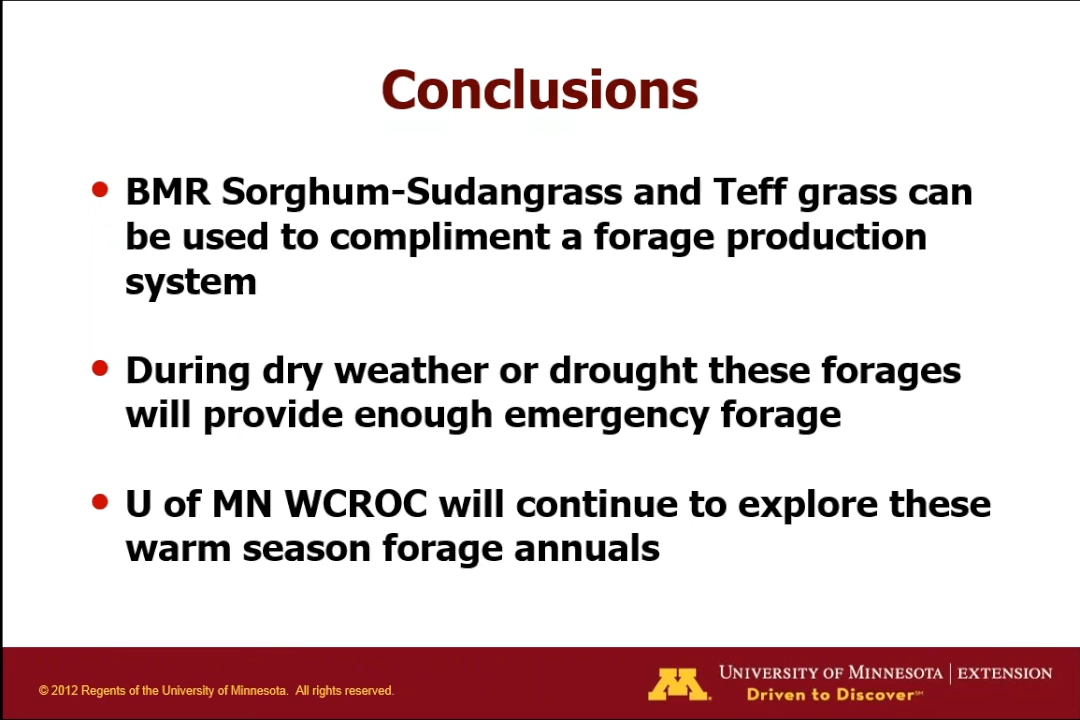 Conclusions
• BMR Sorghum-Sudangrass and Teff grass can
be used to compliment a forage production
system
• During dry weather or drought these forages
will provide enough emergency forage
• U of MN WCROC will continue to explore these
warm season forage annuals
© 2012 Regents of the University of Minnesota. All rights reserved.
M
UNIVERSITY OF MINNESOTA | EXTENSION
Driven to Discover℠